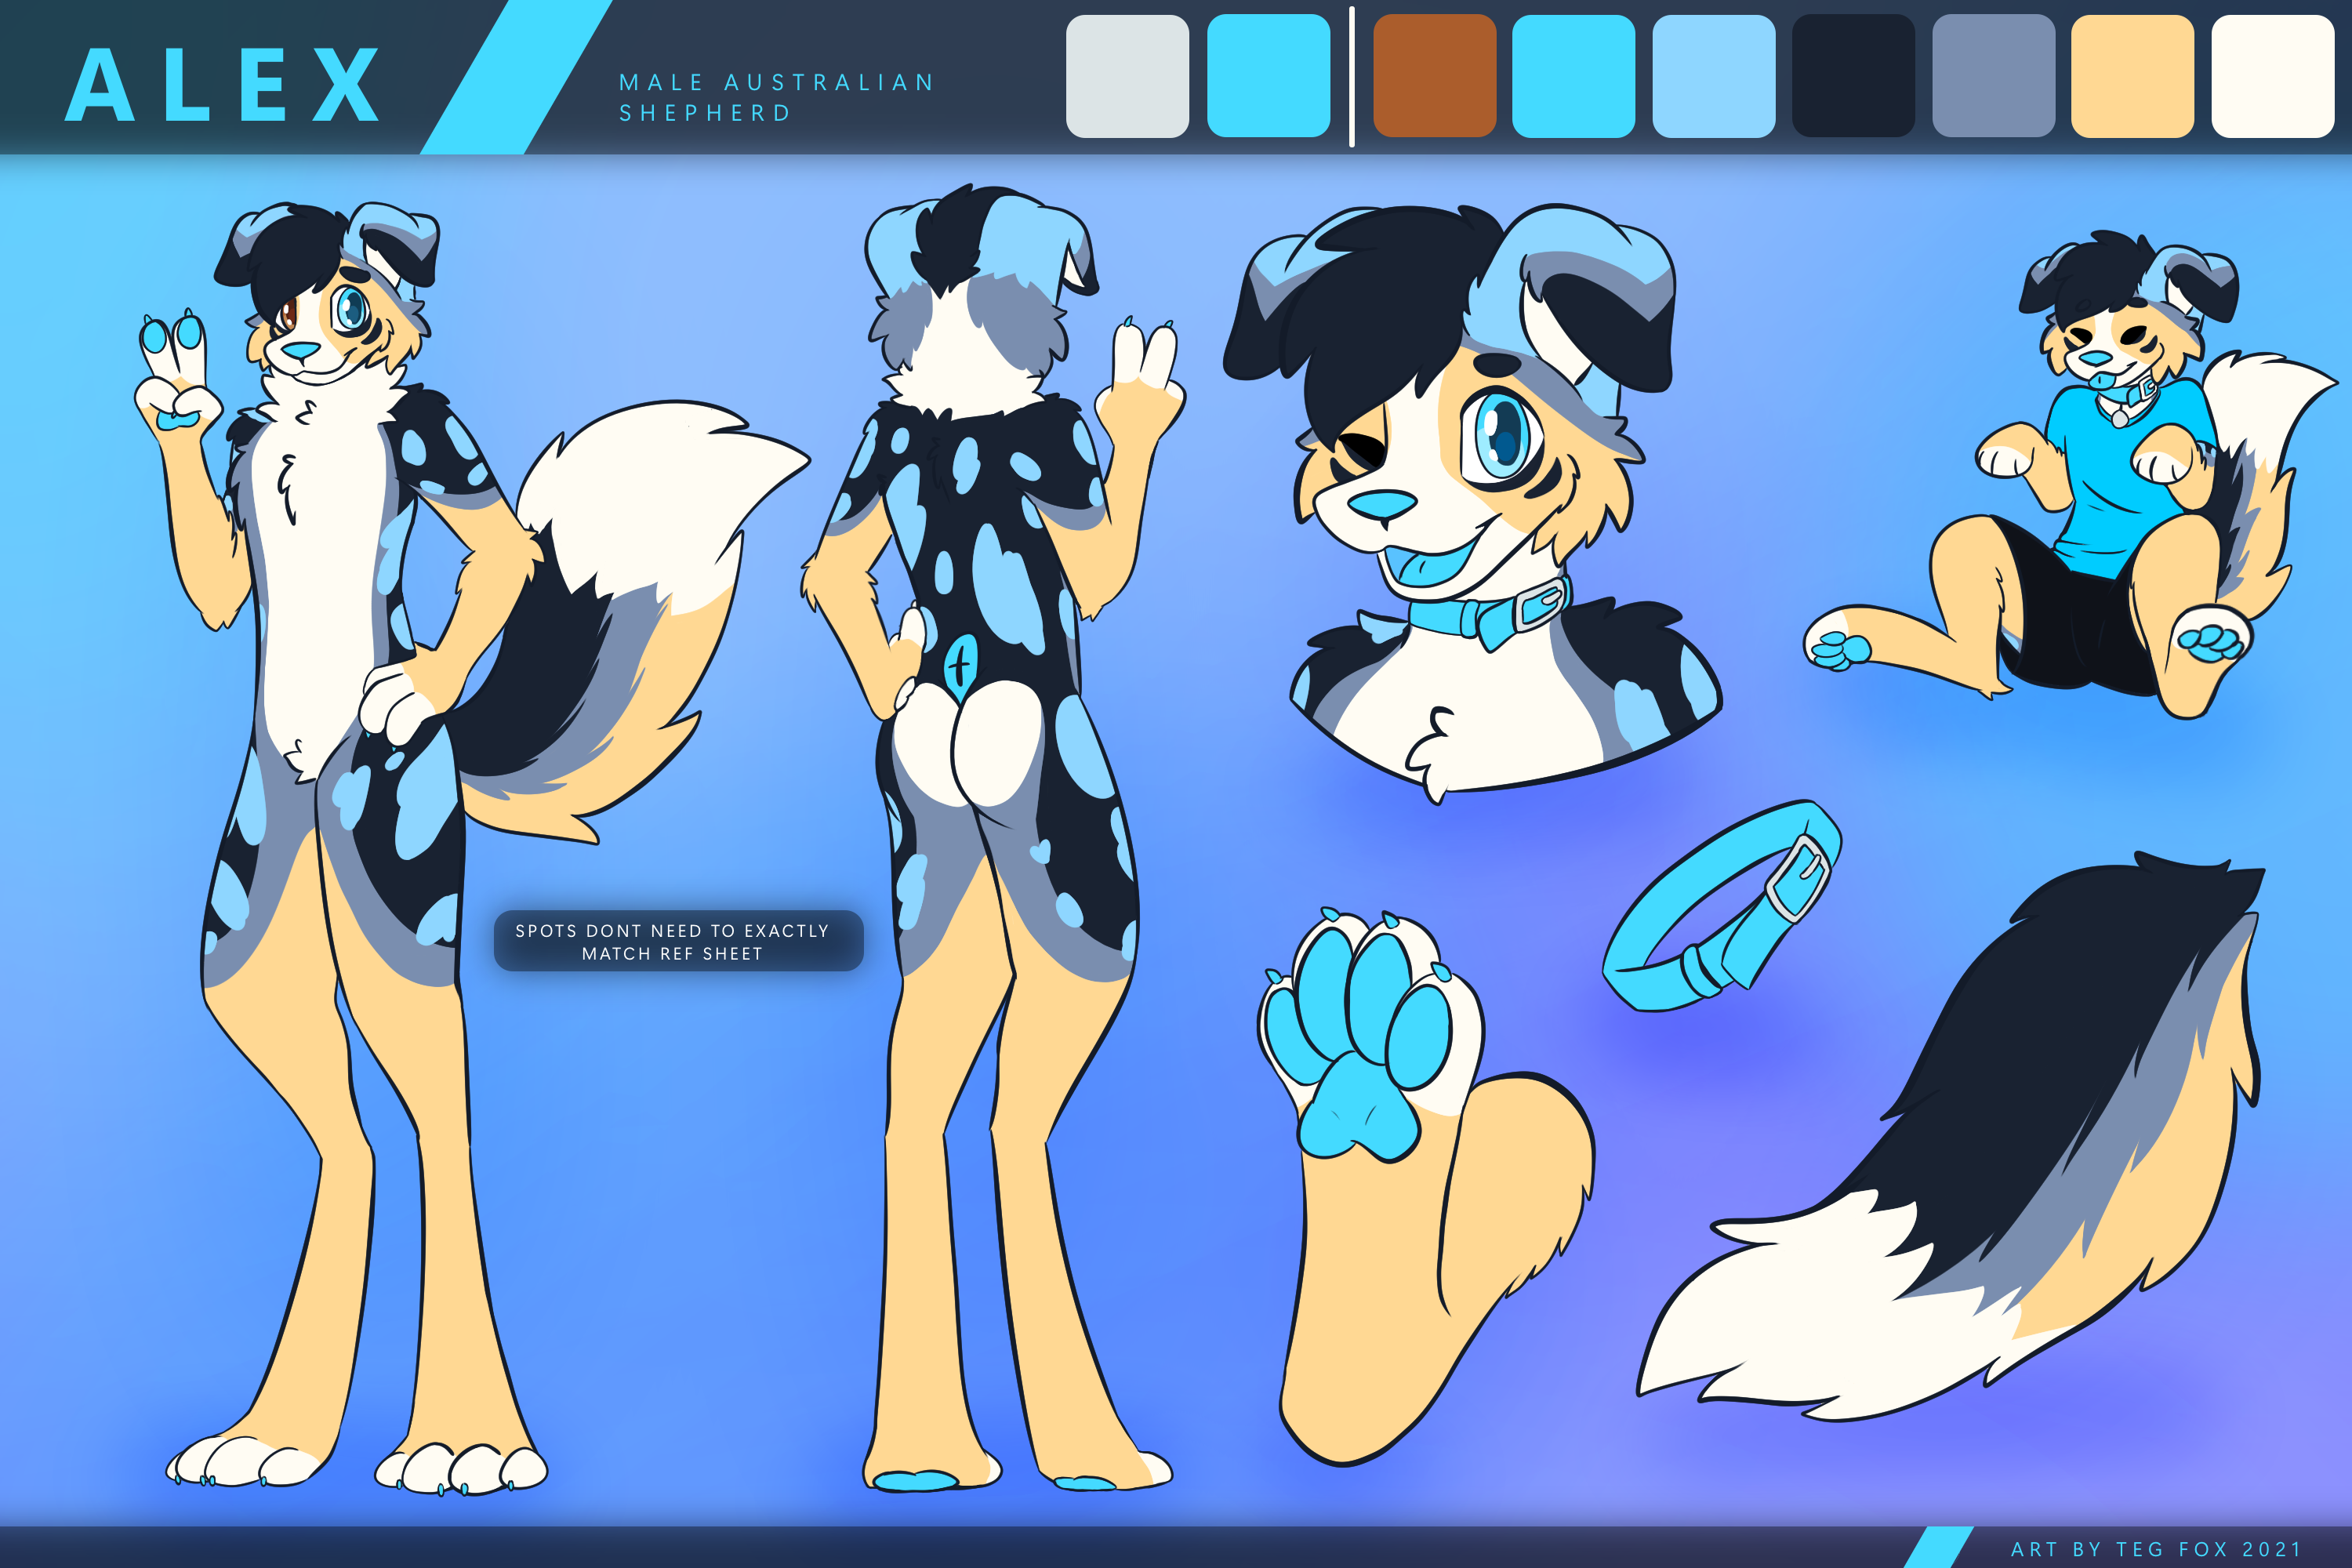 ALEX
MALE AUSTRALIAN
SHEPHERD
SPOTS DONT NEED TO EXACTLY
MATCH REF SHEET
ART BY TEG FOX 2021